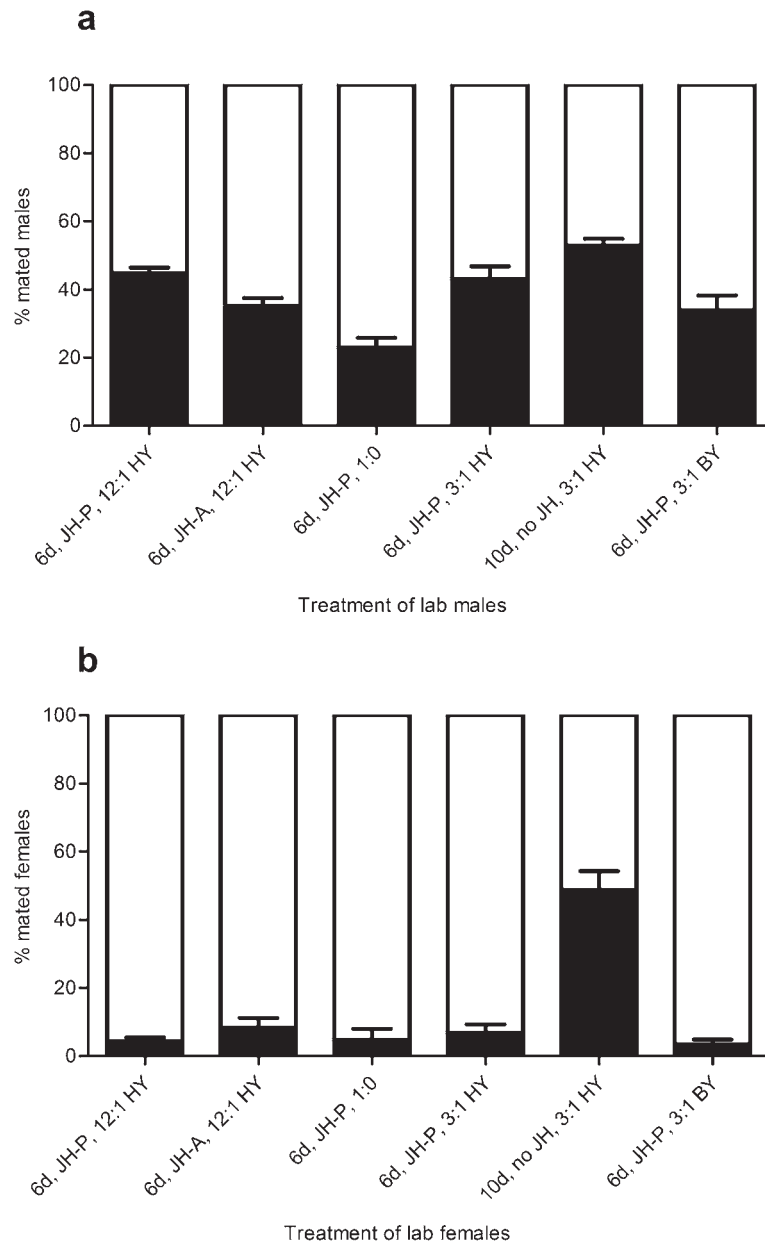 a
% mated males
100
80
60
40
20
0
6d, JH-P, 12:1 HY
6d, JH-A, 12:1 HY
6d, JH-P, 1:0
6d, JH-P, 3:1 HY
10d, no JH, 3:1 HY
6d, JH-P, 3:1 BY
Treatment of lab males
b
% mated females
100
80
60
40
20
0
6d, JH-P, 12:1 HY
6d, JH-A, 12:1 HY
6d, JH-P, 1:0
6d, JH-P, 3:1 HY
10d, no JH, 3:1 HY
6d, JH-P, 3:1 BY
Treatment of lab females